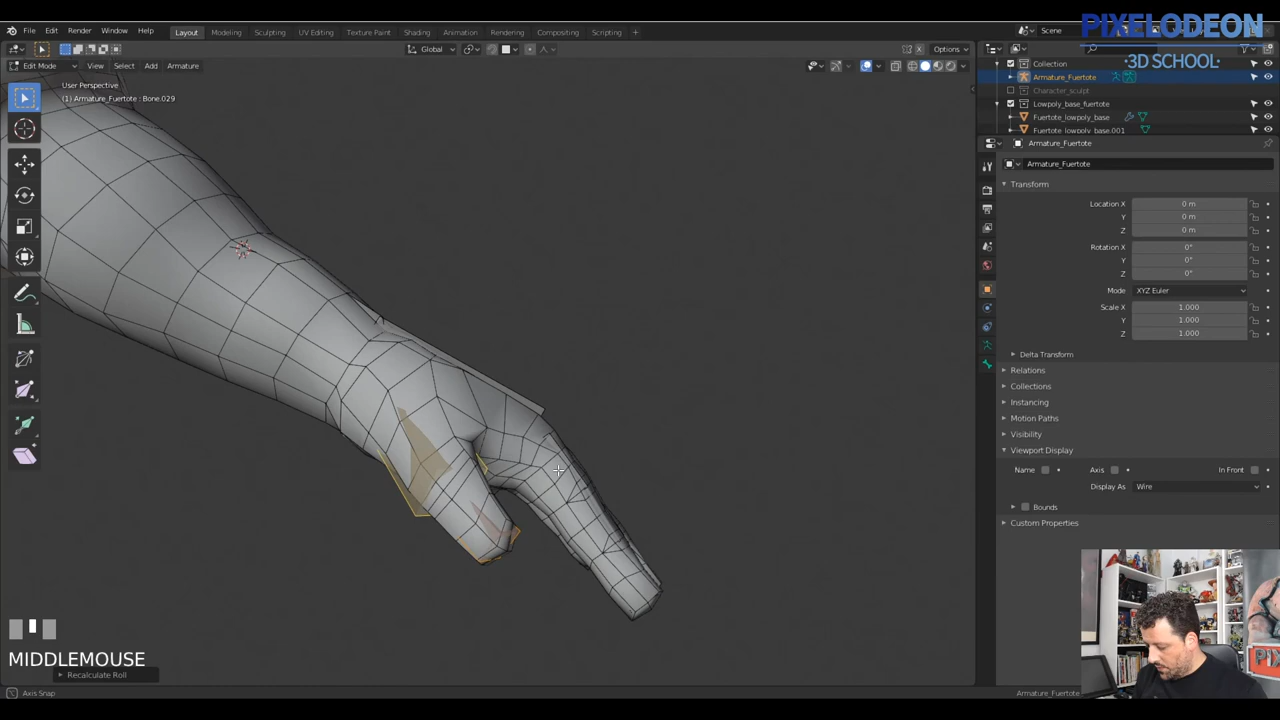 PIXELODEON
·3D SCHOOL·
File Edit Render Window Help Layout Modeling Sculpting UV Editing Texture Paint Shading Animation Rendering Compositing Scripting + Scene
Global Options
Edit Mode View Select Add Armature
User Perspective
(1) Armature_Fuertote : Bone.029
Collection
Armature_Fuertote
Character_sculpt
Lowpoly_base_fuertote
Fuertote_lowpoly_base
Fuertote_lowpoly_base.001
Armature_Fuertote
Armature_Fuertote
Transform
Location X 0 m
Y 0 m
Z 0 m
Rotation X 0°
Y 0°
Z 0°
Mode XYZ Euler
Scale X 1.000
Y 1.000
Z 1.000
Delta Transform
Relations
Collections
Instancing
Motion Paths
Visibility
Viewport Display
Name Axis In Front
Display As Wire
Bounds
Custom Properties
MIDDLEMOUSE
Recalculate Roll
Axis Snap
Armature_Fuertote